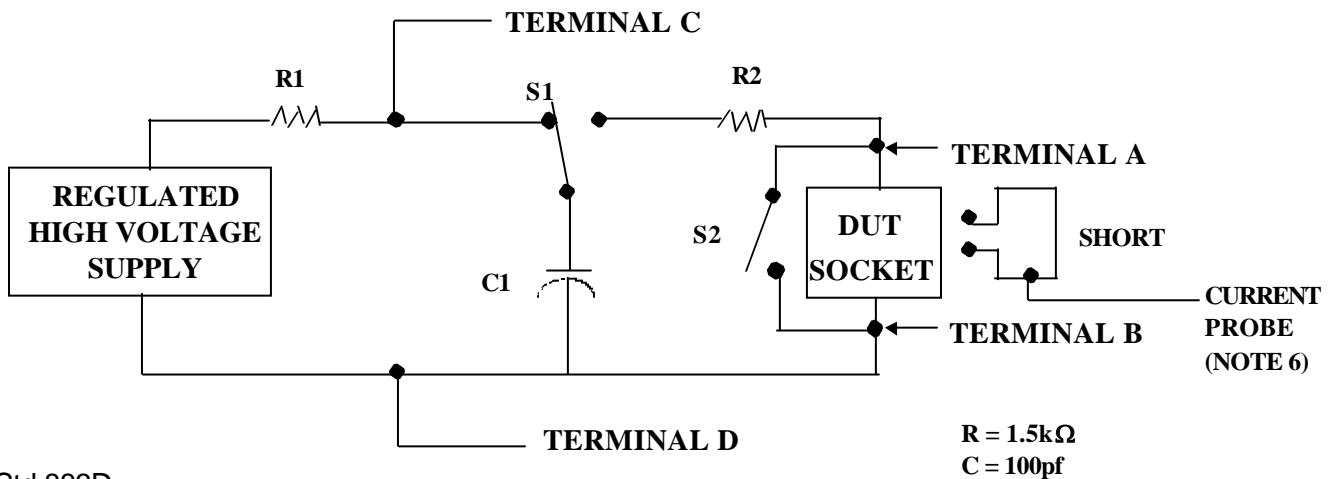 TERMINAL C
R1
R2
S1
REGULATED
HIGH VOLTAGE
SUPPLY
TERMINAL A
S2
DUT
SOCKET
SHORT
C1
CURRENT
PROBE
(NOTE 6)
TERMINAL B
TERMINAL D
R = 1.5kΩ
C = 100pf